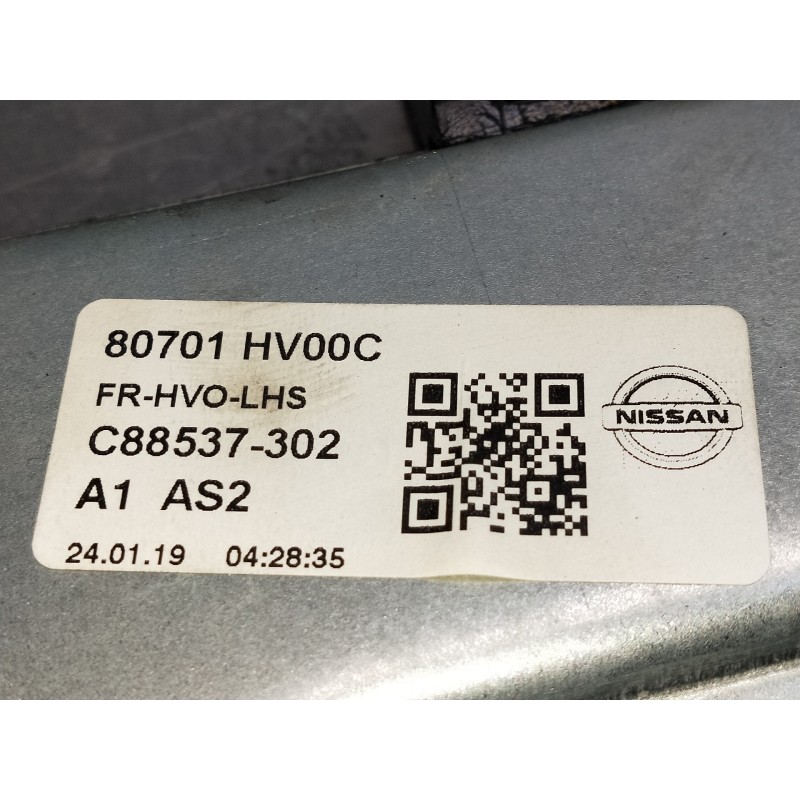 80701 HV00C
FR-HVO-LHS
C88537-302
A1 AS2
24.01.19 04:28:35
NISSAN